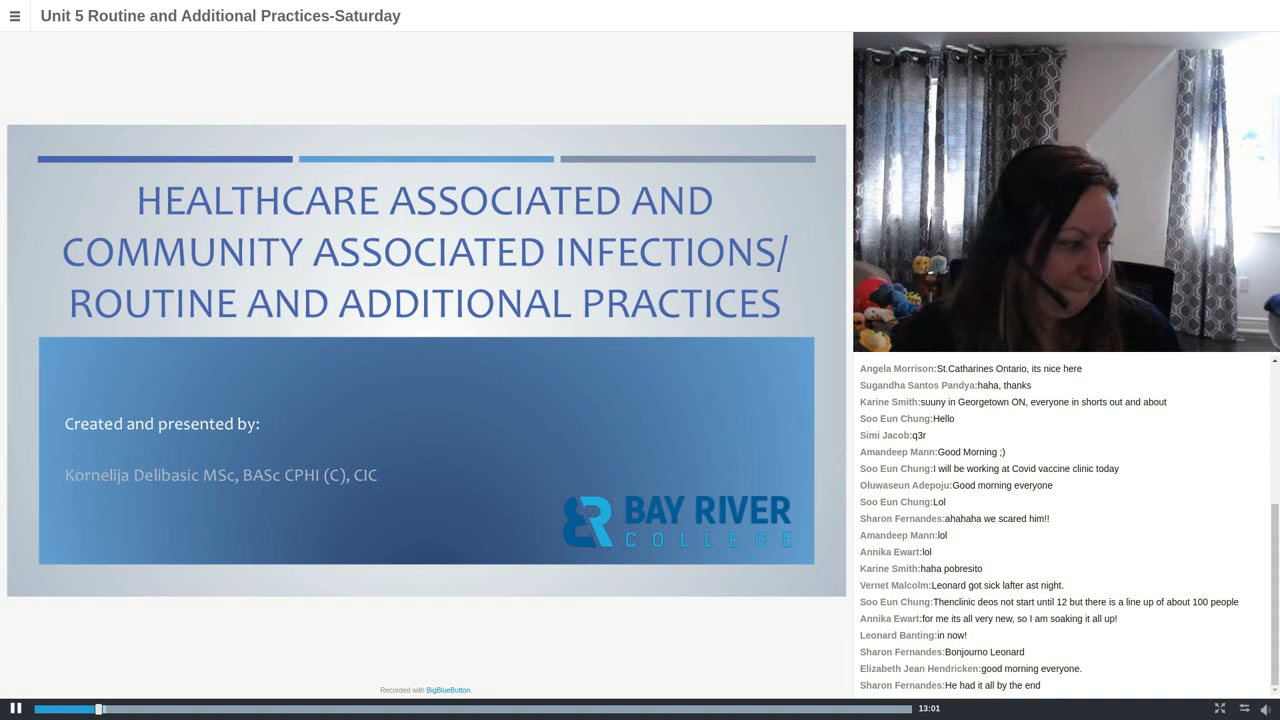 Unit 5 Routine and Additional Practices-Saturday
HEALTHCARE ASSOCIATED AND
COMMUNITY ASSOCIATED INFECTIONS/
ROUTINE AND ADDITIONAL PRACTICES
Created and presented by:
Kornelija Delibasic MSc, BASc CPHI (C), CIC
BAY RIVER
COLLEGE
Recorded with BigBlueButton.
Angela Morrison:St.Catharines Ontario, its nice here
Sugandha Santos Pandya:haha, thanks
Karine Smith:suuny in Georgetown ON, everyone in shorts out and about
Soo Eun Chung:Hello
Simi Jacob:q3r
Amandeep Mann:Good Morning ;)
Soo Eun Chung:I will be working at Covid vaccine clinic today
Oluwaseun Adepoju:Good morning everyone
Soo Eun Chung:Lol
Sharon Fernandes:ahahaha we scared him!!
Amandeep Mann:lol
Annika Ewart:lol
Karine Smith:haha pobresito
Vernet Malcolm:Leonard got sick lafter ast night.
Soo Eun Chung:Thenclinic deos not start until 12 but there is a line up of about 100 people
Annika Ewart:for me its all very new, so I am soaking it all up!
Leonard Banting:in now!
Sharon Fernandes:Bonjourno Leonard
Elizabeth Jean Hendricken:good morning everyone.
Sharon Fernandes:He had it all by the end
13:01